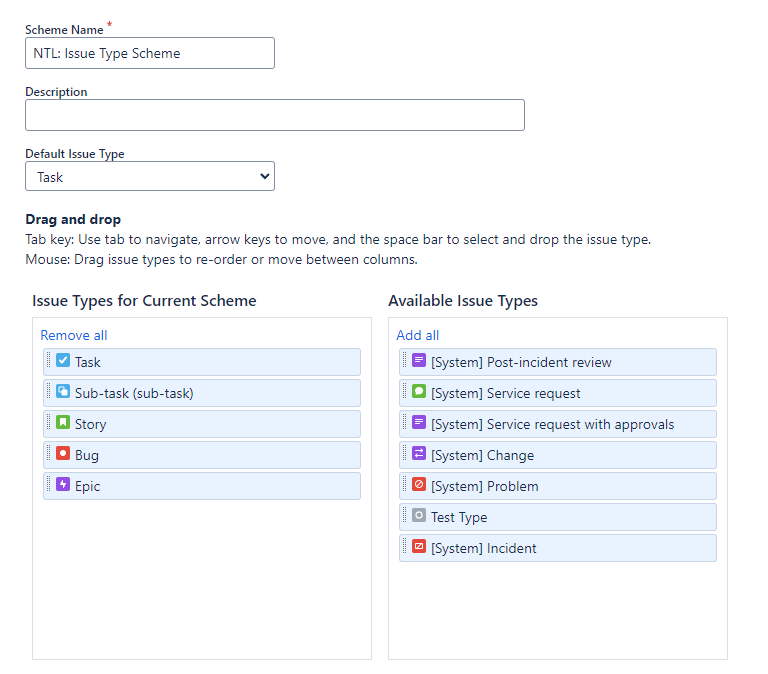 Scheme Name *
NTL: Issue Type Scheme
Description
Default Issue Type
Task
Drag and drop
Tab key: Use tab to navigate, arrow keys to move, and the space bar to select and drop the issue type.
Mouse: Drag issue types to re-order or move between columns.
Issue Types for Current Scheme
Remove all
Task
Sub-task (sub-task)
Story
Bug
Epic
Available Issue Types
Add all
[System] Post-incident review
[System] Service request
[System] Service request with approvals
[System] Change
[System] Problem
Test Type
[System] Incident